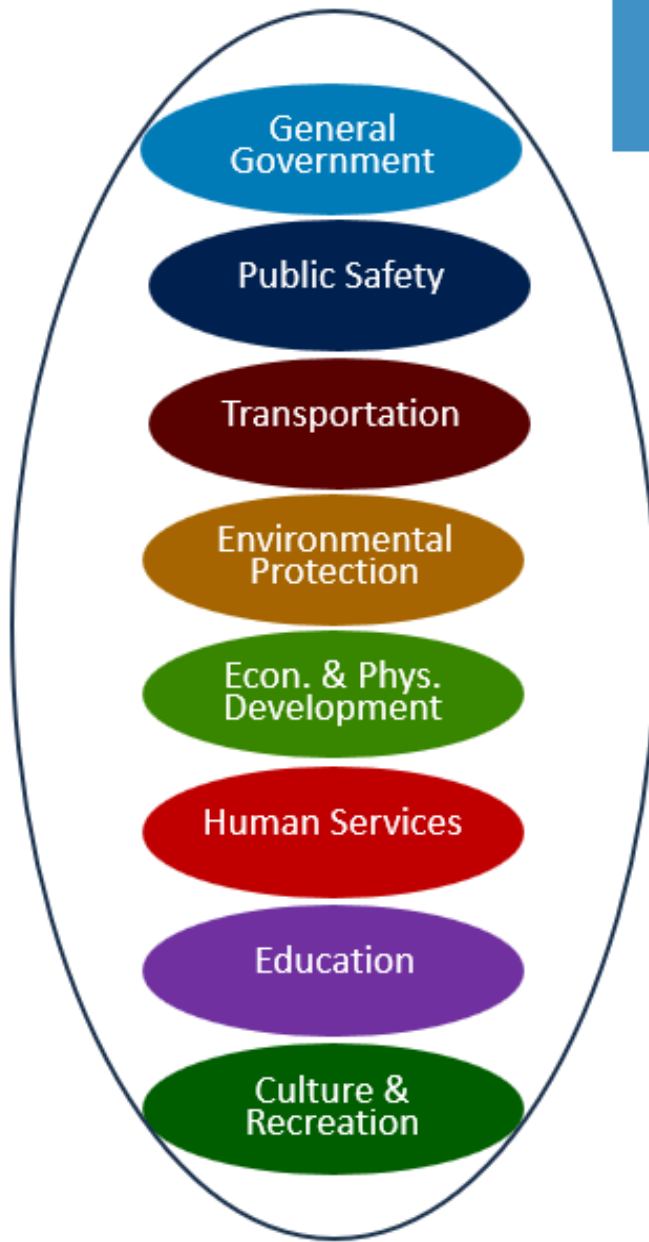 General
Government
Public Safety
Transportation
Environmental
Protection
Econ. & Phys.
Development
Human Services
Education
Culture &
Recreation